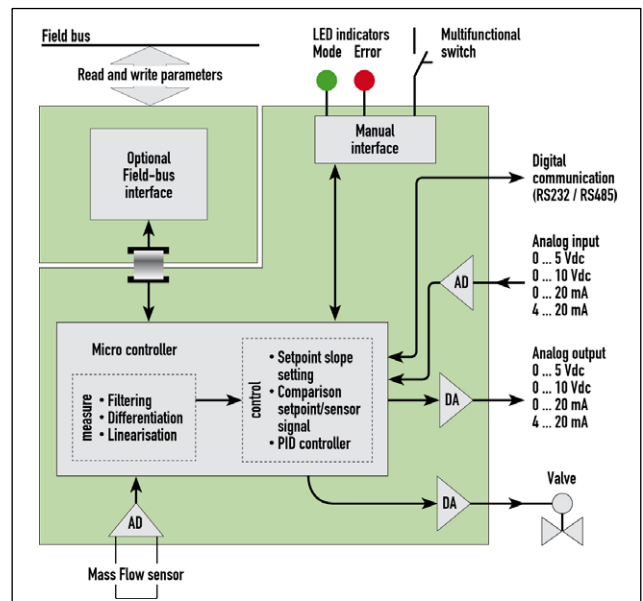 Field bus
Read and write parameters
LED indicators
Mode Error
Multifunctional
switch
Optional
Field-bus
interface
Manual
interface
Digital
communication
(RS232 / RS485)
Analog input
0 ... 5 Vdc
0 ... 10 Vdc
0 ... 20 mA
4 ... 20 mA
AD
Micro controller
measure
• Filtering
• Differentiation
• Linearisation
control
• Setpoint slope
setting
• Comparison
setpoint/sensor
signal
• PID controller
DA
Analog output
0 ... 5 Vdc
0 ... 10 Vdc
0 ... 20 mA
4 ... 20 mA
DA
Valve
AD
Mass Flow sensor